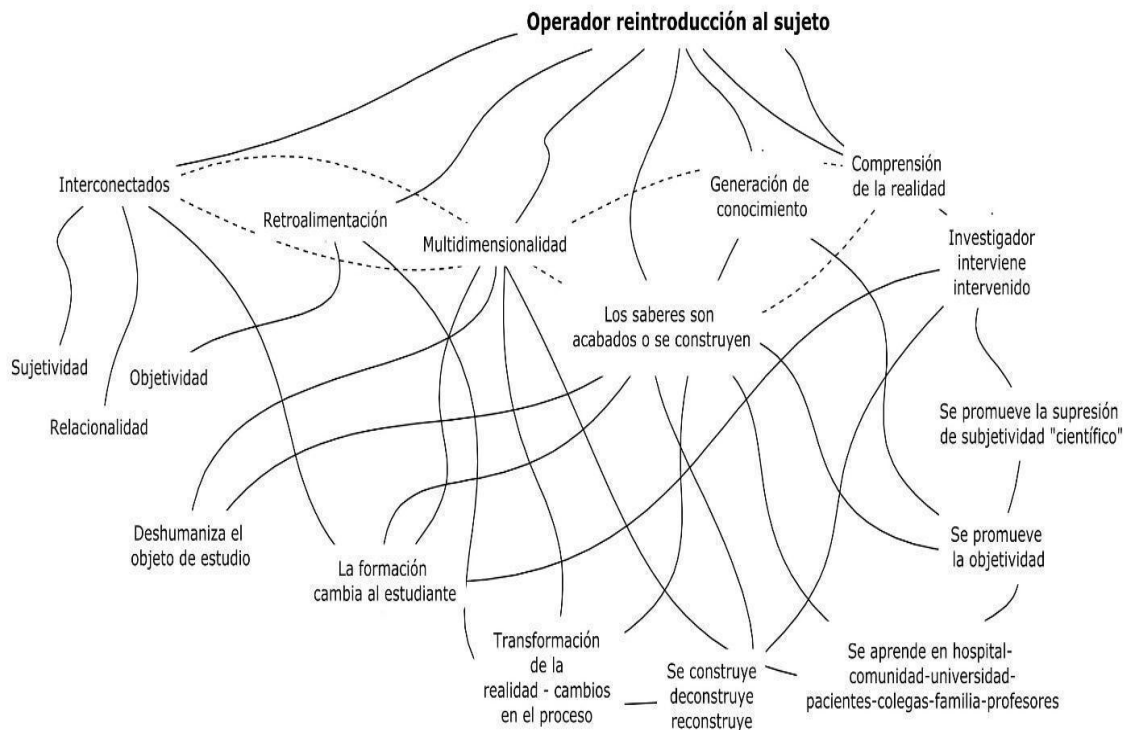 Operador reintroducción al sujeto
Interconectados
Retroalimentación
Multidimensionalidad
Generación de
conocimiento
Comprensión
de la realidad
Investigador
interviene
intervenido
Los saberes son
acabados o se construyen
Sujetividad
Objetividad
Relacionalidad
Se promueve la supresión
de subjetividad "científico"
Deshumaniza el
objeto de estudio
La formación
cambia al estudiante
Se promueve
la objetividad
Transformación
de la
realidad - cambios
en el proceso
Se construye
deconstruye
reconstruye
Se aprende en hospital-
comunidad-universidad-
pacientes-colegas-familia-profesores